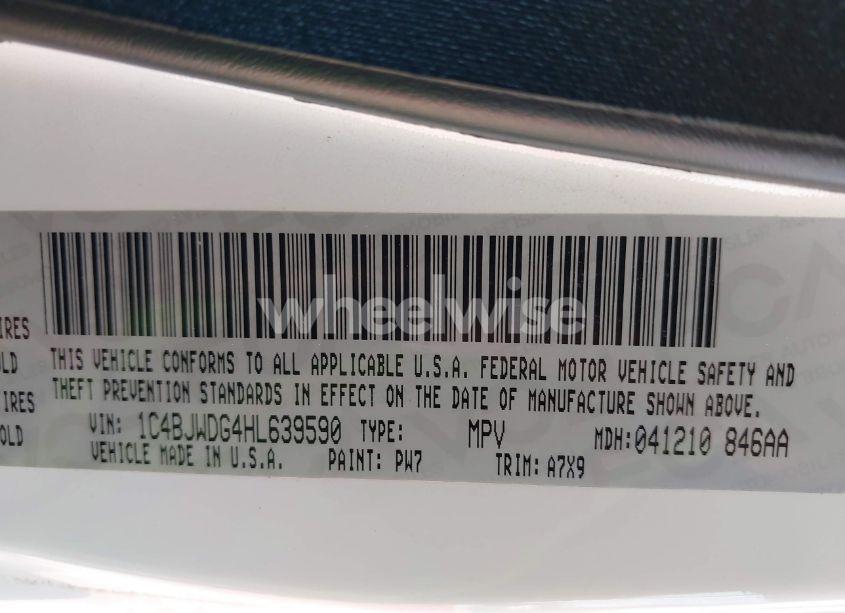 wheelwise
IRES
OLD
IRES
OLD
THIS VEHICLE CONFORMS TO ALL APPLICABLE U.S.A. FEDERAL MOTOR VEHICLE SAFETY AND
THEFT PREVENTION STANDARDS IN EFFECT ON THE DATE OF MANUFACTURE SHOWN ABOVE.
VIN: 1C4BJWDG4HL639590 TYPE: MPV MDH:041210 846AA
VEHICLE MADE IN U.S.A. PAINT: PW7 TRIM: A7X9